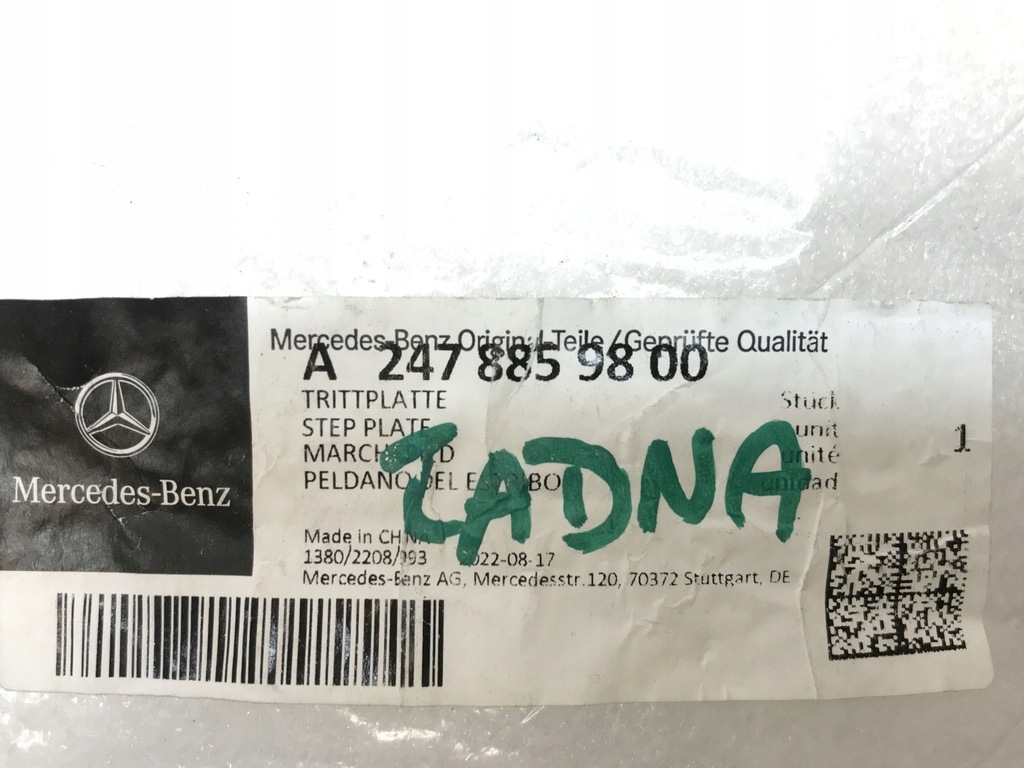 Mercedes-Benz
Mercedes-Benz Original-Teile/Geprüfte Qualität
A 247 885 98 00
TRITTPLATTE Stück
STEP PLATE unit
unité
PELDANO DEL ESTRIBO unidad
1
ZADNA
Made in CHINA
1380/2208/993 2022-08-17
Mercedes-Benz AG, Mercedesstr.120, 70372 Stuttgart, DE